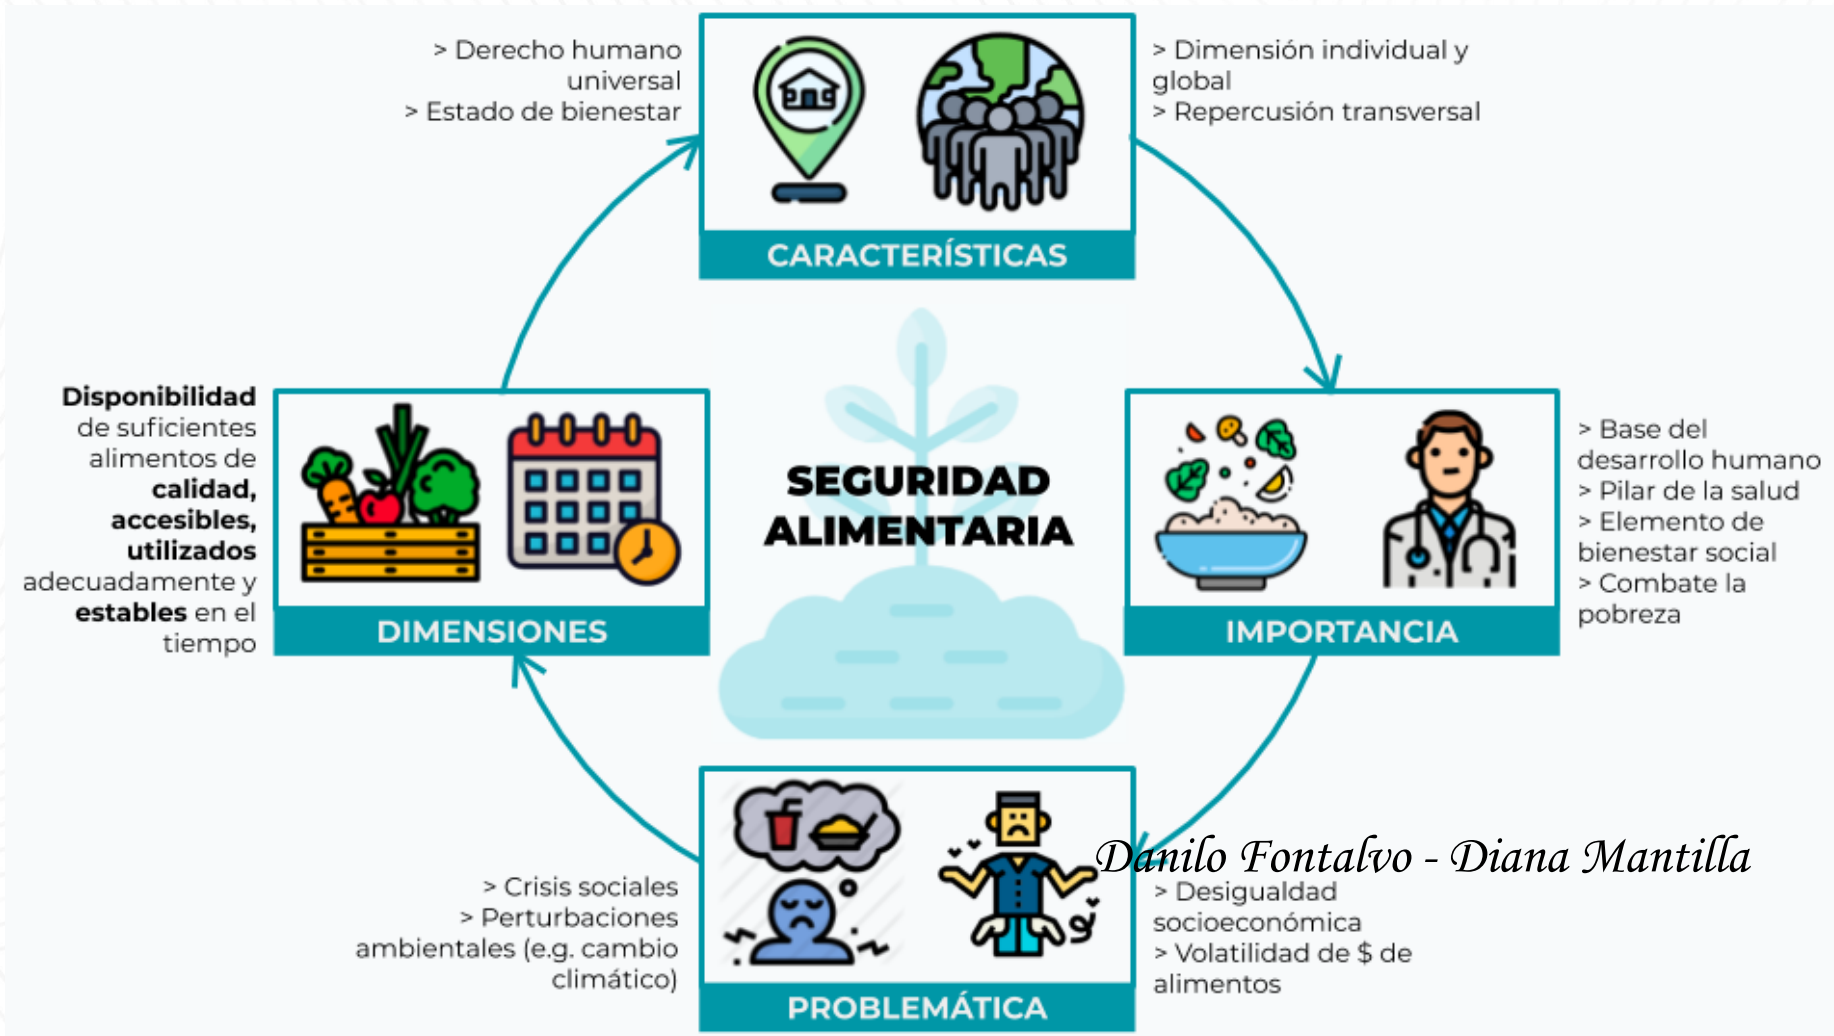 > Derecho humano
universal
> Estado de bienestar
> Dimensión individual y
global
> Repercusión transversal
CARACTERÍSTICAS
Disponibilidad
de suficientes
alimentos de
calidad,
accesibles,
utilizados
adecuadamente y
estables en el
tiempo
DIMENSIONES
SEGURIDAD
ALIMENTARIA
> Base del
desarrollo humano
> Pilar de la salud
> Elemento de
bienestar social
> Combate la
pobreza
IMPORTANCIA
Danilo Fontalvo - Diana Mantilla
> Crisis sociales
> Perturbaciones
ambientales (e.g. cambio
climático)
> Desigualdad
socioeconómica
> Volatilidad de $ de
alimentos
PROBLEMÁTICA